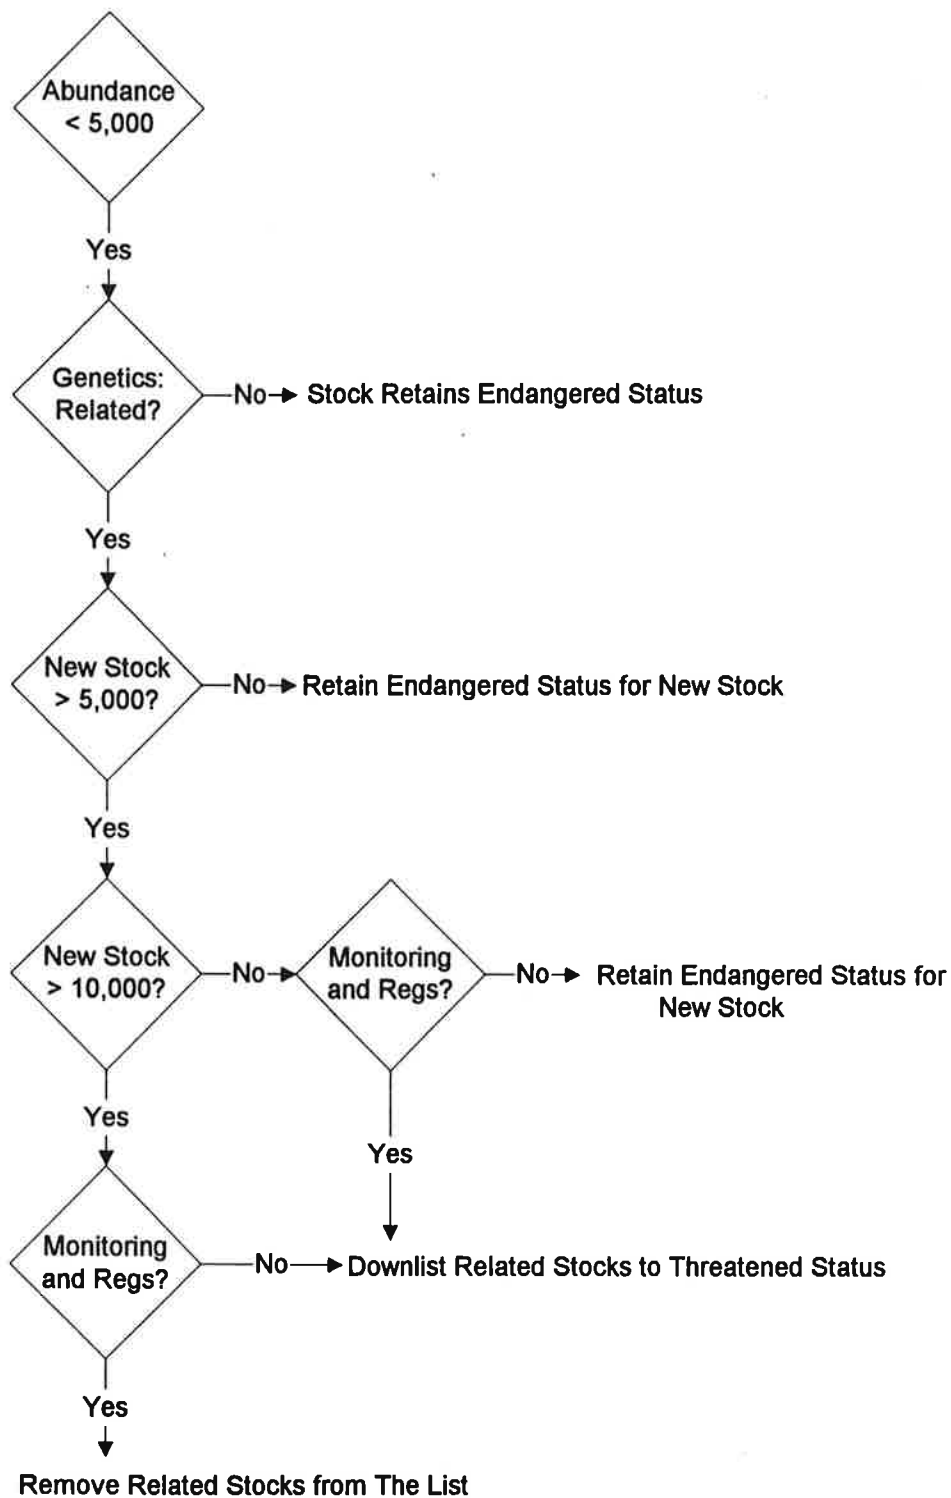 Abundance
< 5,000
Yes
Genetics:
Related?
No
Stock Retains Endangered Status
Yes
New Stock
> 5,000?
No
Retain Endangered Status for New Stock
Yes
New Stock
> 10,000?
No
Monitoring
and Regs?
No
Retain Endangered Status for
New Stock
Yes
Yes
Monitoring
and Regs?
No
Downlist Related Stocks to Threatened Status
Yes
Remove Related Stocks from The List